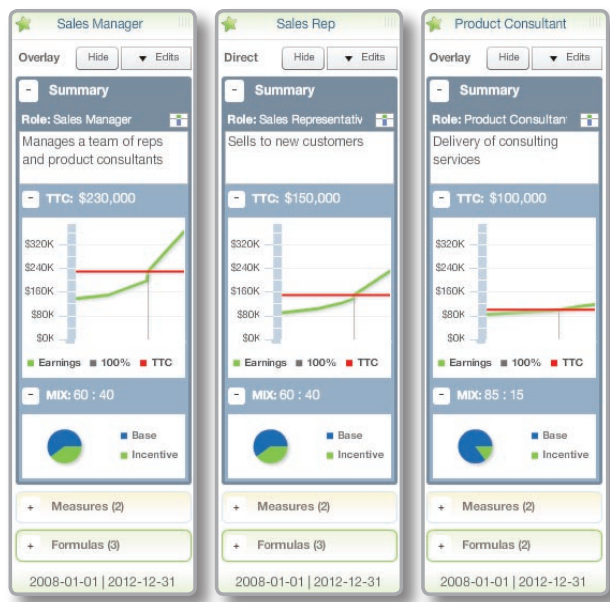 Sales Manager
Overlay Hide ▼ Edits
- Summary
Role: Sales Manager
Manages a team of reps
and product consultants
- TTC: $230,000
$320K
$240K
$160K
$80K
$0K
Earnings 100% TTC
- MIX: 60 : 40
Base
Incentive
+ Measures (2)
+ Formulas (3)
2008-01-01 | 2012-12-31
Sales Rep
Direct Hide ▼ Edits
- Summary
Role: Sales Representativ
Sells to new customers
- TTC: $150,000
$320K
$240K
$160K
$80K
$0K
Earnings 100% TTC
- MIX: 60 : 40
Base
Incentive
+ Measures (2)
+ Formulas (3)
2008-01-01 | 2012-12-31
Product Consultant
Overlay Hide ▼ Edits
- Summary
Role: Product Consultant
Delivery of consulting
services
- TTC: $100,000
$320K
$240K
$160K
$80K
$0K
Earnings 100% TTC
- MIX: 85 : 15
Base
Incentive
+ Measures (2)
+ Formulas (2)
2008-01-01 | 2012-12-31